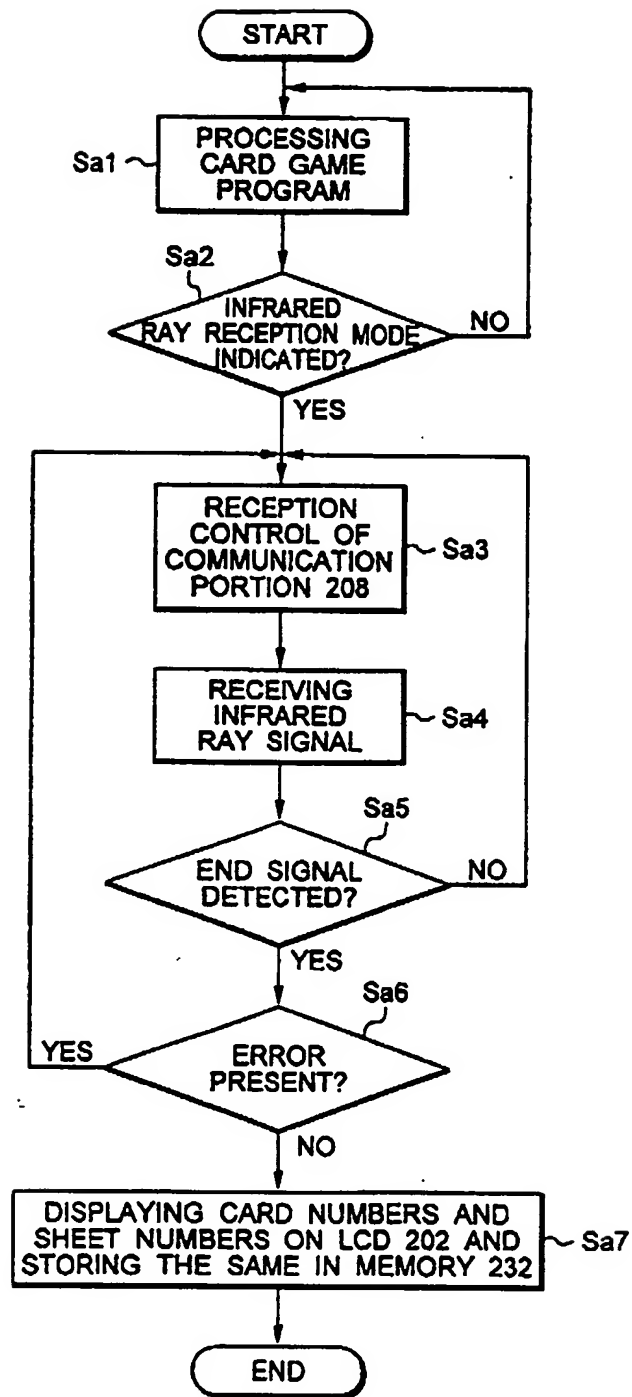 START
PROCESSING
CARD GAME
PROGRAM
Sa1
Sa2
INFRARED
RAY RECEPTION MODE
INDICATED?
NO
YES
RECEPTION
CONTROL OF
COMMUNICATION
PORTION 208
Sa3
RECEIVING
INFRARED
RAY SIGNAL
Sa4
Sa5
END SIGNAL
DETECTED?
NO
YES
Sa6
YES
ERROR
PRESENT?
NO
DISPLAYING CARD NUMBERS AND
SHEET NUMBERS ON LCD 202 AND
STORING THE SAME IN MEMORY 232
Sa7
END